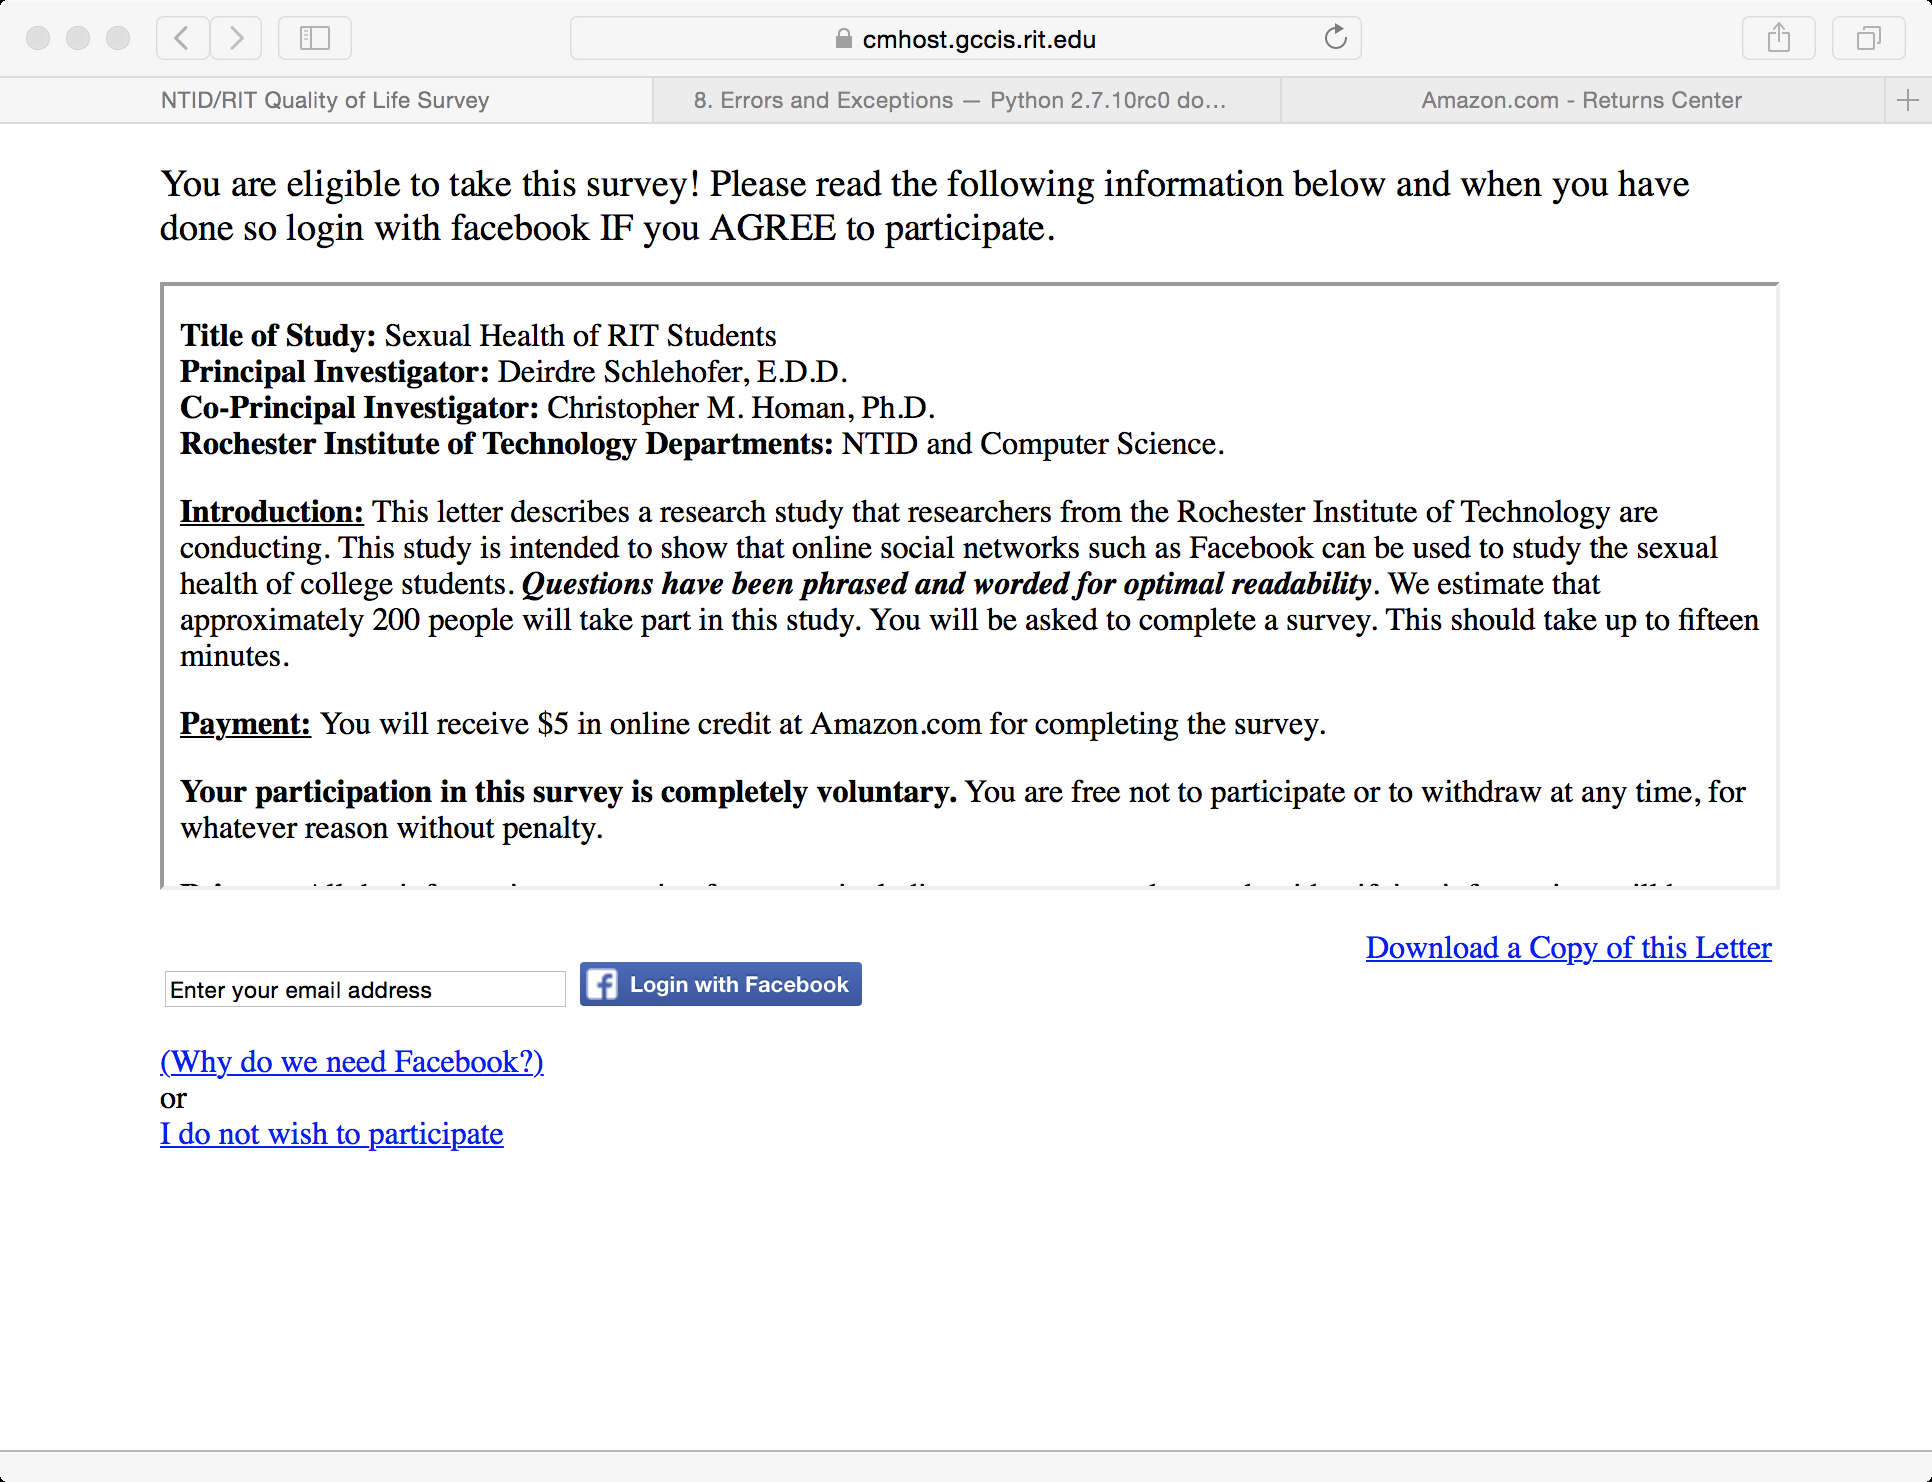 cmhost.gccis.rit.edu
NTID/RIT Quality of Life Survey
8. Errors and Exceptions — Python 2.7.10rc0 do...
Amazon.com - Returns Center
You are eligible to take this survey! Please read the following information below and when you have
done so login with facebook IF you AGREE to participate.
Title of Study: Sexual Health of RIT Students
Principal Investigator: Deirdre Schlehofer, E.D.D.
Co-Principal Investigator: Christopher M. Homan, Ph.D.
Rochester Institute of Technology Departments: NTID and Computer Science.
Introduction: This letter describes a research study that researchers from the Rochester Institute of Technology are
conducting. This study is intended to show that online social networks such as Facebook can be used to study the sexual
health of college students. Questions have been phrased and worded for optimal readability. We estimate that
approximately 200 people will take part in this study. You will be asked to complete a survey. This should take up to fifteen
minutes.
Payment: You will receive $5 in online credit at Amazon.com for completing the survey.
Your participation in this survey is completely voluntary. You are free not to participate or to withdraw at any time, for
whatever reason without penalty.
Download a Copy of this Letter
Enter your email address
f Login with Facebook
(Why do we need Facebook?)
or
I do not wish to participate